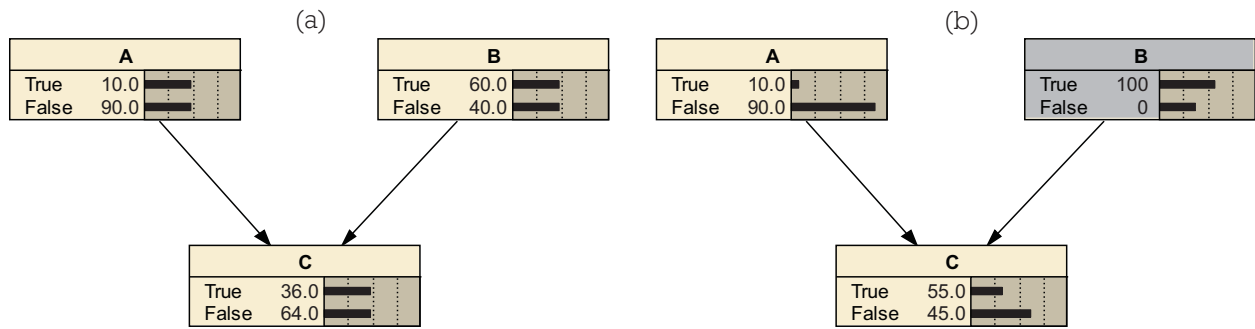 (a)
A
True 10.0
False 90.0
B
True 60.0
False 40.0
C
True 36.0
False 64.0
(b)
A
True 10.0
False 90.0
B
True 100
False 0
C
True 55.0
False 45.0